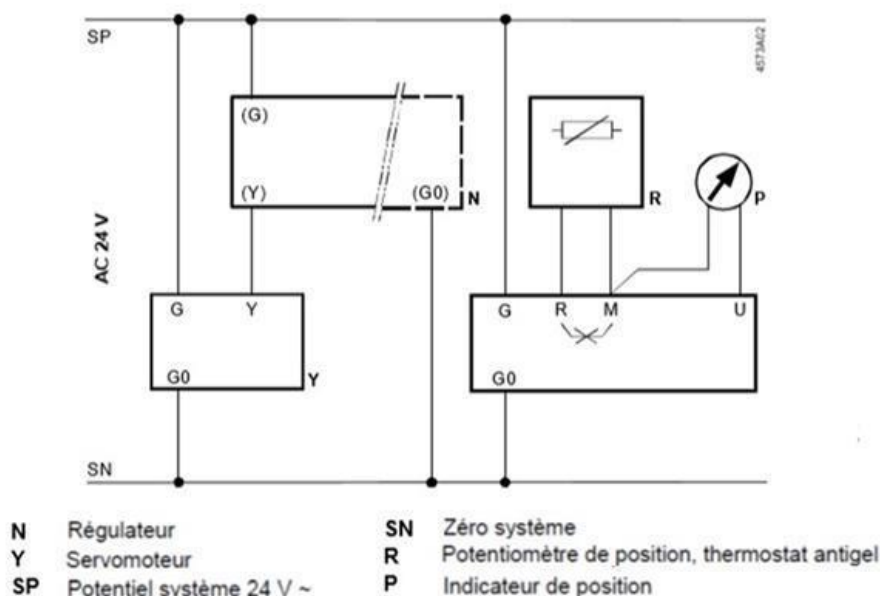 SP
4573A02
(G)
(Y)
(G0)
N
R
P
AC 24 V
G Y
G0
Y
G R M U
G0
SN
N Régulateur
Y Servomoteur
SP Potentiel système 24 V ~
SN Zéro système
R Potentiomètre de position, thermostat antigel
P Indicateur de position